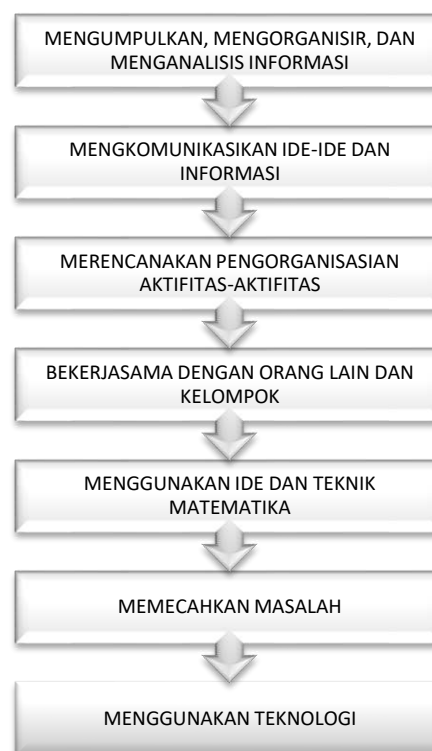 MENGUMPULKAN, MENGORGANISIR, DAN
MENGANALISIS INFORMASI
MENGKOMUNIKASIKAN IDE-IDE DAN
INFORMASI
MERENCANAKAN PENGORGANISASIAN
AKTIFITAS-AKTIFITAS
BEKERJASAMA DENGAN ORANG LAIN DAN
KELOMPOK
MENGGUNAKAN IDE DAN TEKNIK
MATEMATIKA
MEMECAHKAN MASALAH
MENGGUNAKAN TEKNOLOGI